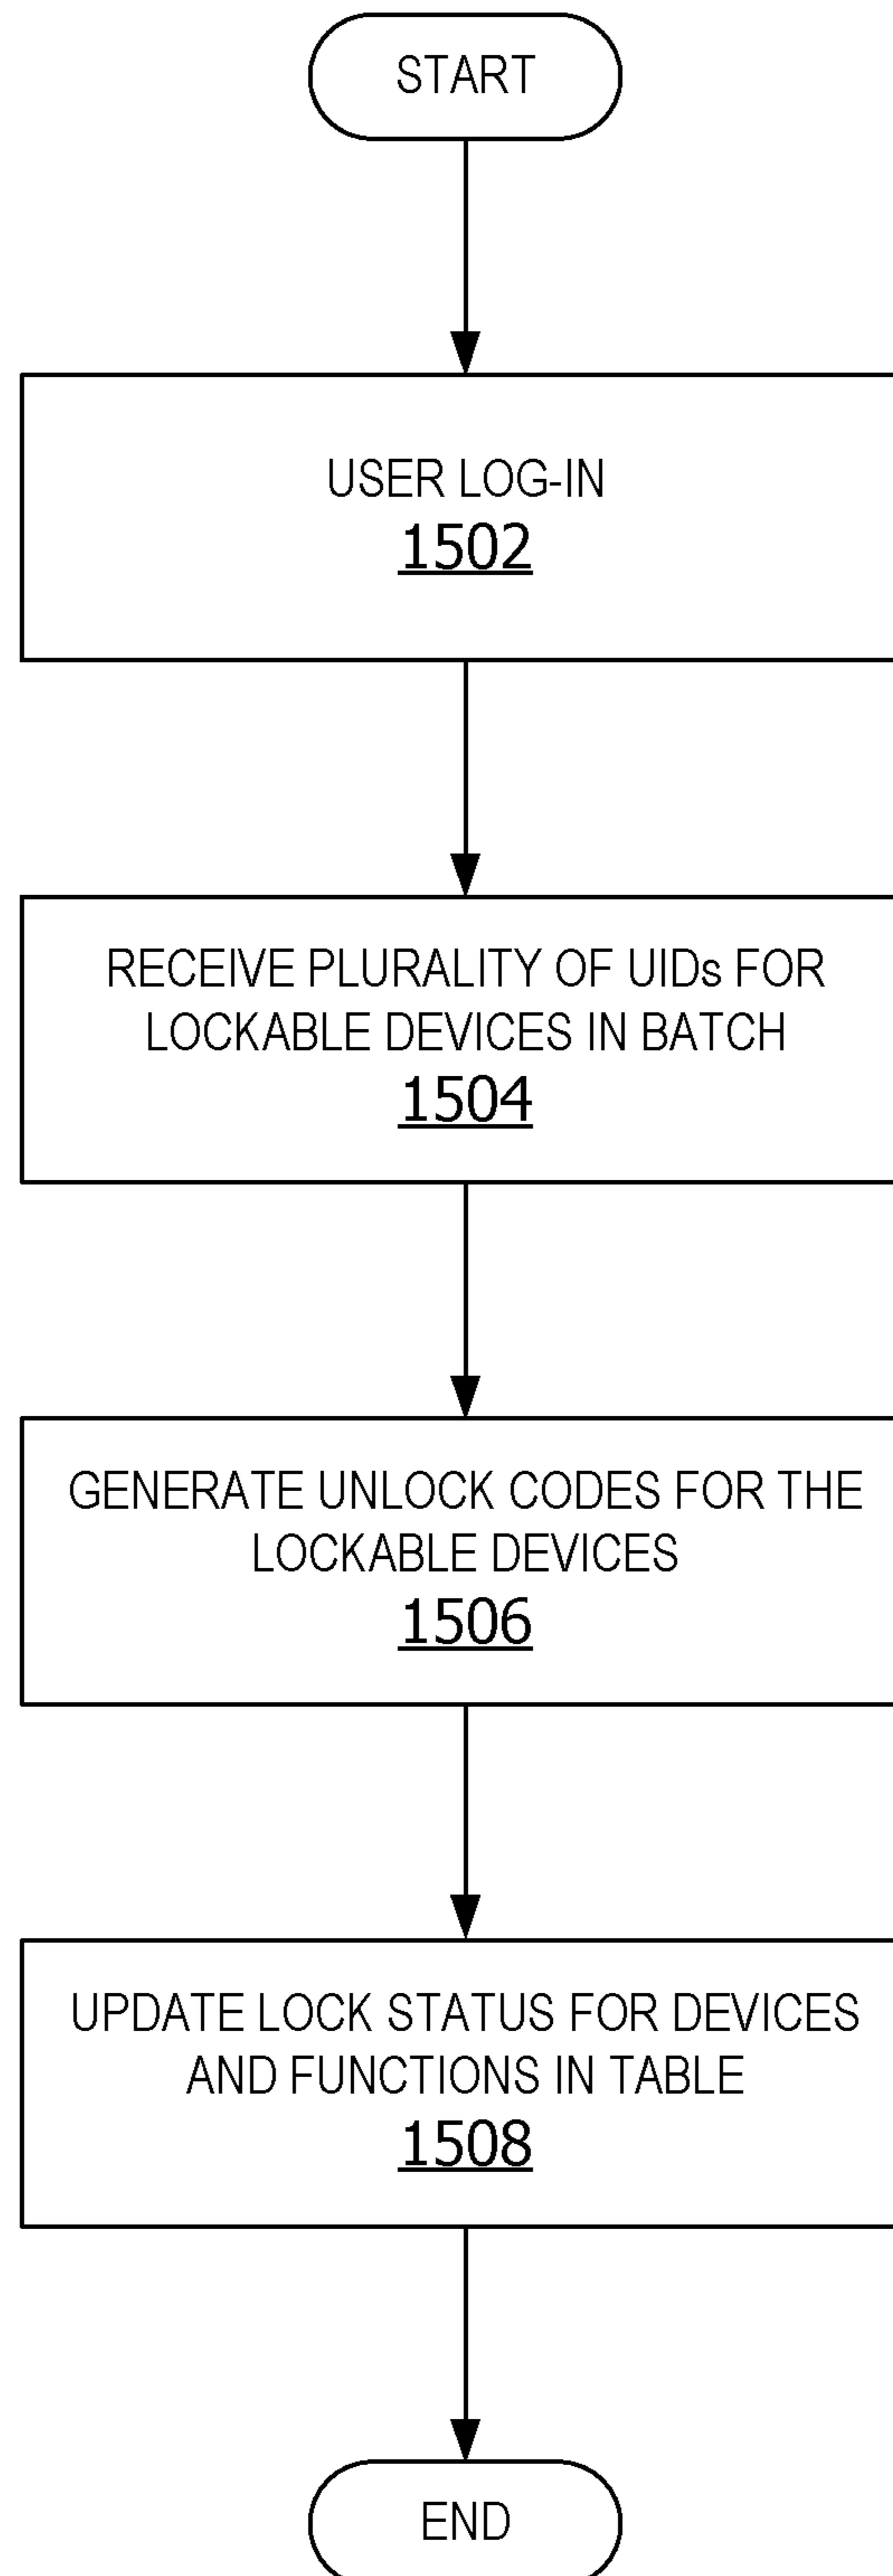 START
USER LOG-IN
1502
RECEIVE PLURALITY OF UIDs FOR
LOCKABLE DEVICES IN BATCH
1504
GENERATE UNLOCK CODES FOR THE
LOCKABLE DEVICES
1506
UPDATE LOCK STATUS FOR DEVICES
AND FUNCTIONS IN TABLE
1508
END